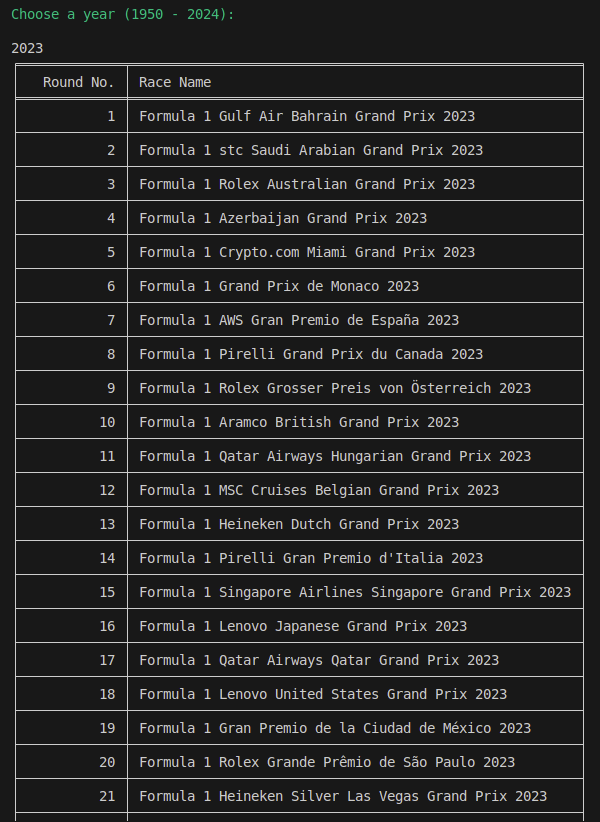 Choose a year (1950 - 2024):
2023
Round No. Race Name
1 Formula 1 Gulf Air Bahrain Grand Prix 2023
2 Formula 1 stc Saudi Arabian Grand Prix 2023
3 Formula 1 Rolex Australian Grand Prix 2023
4 Formula 1 Azerbaijan Grand Prix 2023
5 Formula 1 Crypto.com Miami Grand Prix 2023
6 Formula 1 Grand Prix de Monaco 2023
7 Formula 1 AWS Gran Premio de España 2023
8 Formula 1 Pirelli Grand Prix du Canada 2023
9 Formula 1 Rolex Grosser Preis von Österreich 2023
10 Formula 1 Aramco British Grand Prix 2023
11 Formula 1 Qatar Airways Hungarian Grand Prix 2023
12 Formula 1 MSC Cruises Belgian Grand Prix 2023
13 Formula 1 Heineken Dutch Grand Prix 2023
14 Formula 1 Pirelli Gran Premio d'Italia 2023
15 Formula 1 Singapore Airlines Singapore Grand Prix 2023
16 Formula 1 Lenovo Japanese Grand Prix 2023
17 Formula 1 Qatar Airways Qatar Grand Prix 2023
18 Formula 1 Lenovo United States Grand Prix 2023
19 Formula 1 Gran Premio de la Ciudad de México 2023
20 Formula 1 Rolex Grande Prêmio de São Paulo 2023
21 Formula 1 Heineken Silver Las Vegas Grand Prix 2023